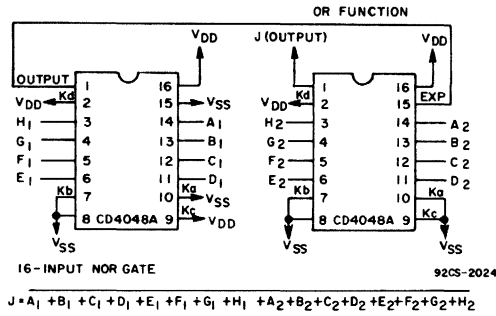 OR FUNCTION
VDD J (OUTPUT) VDD
OUTPUT
Kd 1 16 Kd 1 16 EXP
VDD 2 15 VSS VDD 2 15
H1 3 14 A1 H2 3 14 A2
G1 4 13 B1 G2 4 13 B2
F1 5 12 C1 F2 5 12 C2
E1 6 11 D1 E2 6 11 D2
Kb 7 10 Ka VSS Kb 7 10 Ka
8 CD4048A 9 Kc VDD 8 CD4048A 9 Kc
VSS VSS VSS
16-INPUT NOR GATE 92CS-2024
J = A1 + B1 + C1 + D1 + E1 + F1 + G1 + H1 + A2 + B2 + C2 + D2 + E2 + F2 + G2 + H2